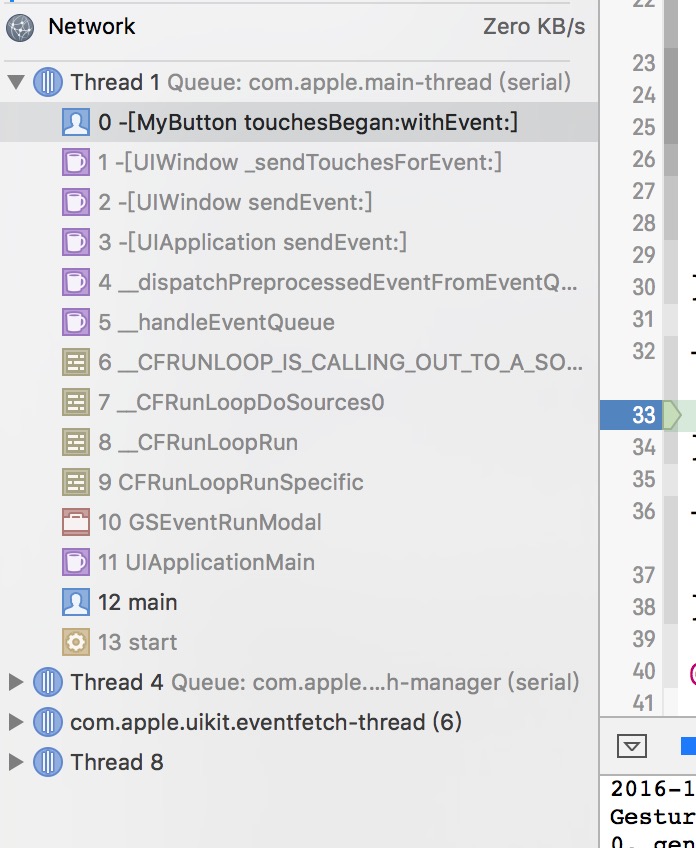 Network Zero KB/s
Thread 1 Queue: com.apple.main-thread (serial)
0 -[MyButton touchesBegan:withEvent:]
1 -[UIWindow _sendTouchesForEvent:]
2 -[UIWindow sendEvent:]
3 -[UIApplication sendEvent:]
4 __dispatchPreprocessedEventFromEventQ...
5 __handleEventQueue
6 __CFRUNLOOP_IS_CALLING_OUT_TO_A_SO...
7 __CFRunLoopDoSources0
8 __CFRunLoopRun
9 CFRunLoopRunSpecific
10 GSEventRunModal
11 UIApplicationMain
12 main
13 start
Thread 4 Queue: com.apple....h-manager (serial)
com.apple.uikit.eventfetch-thread (6)
Thread 8
22
23
24
25
26
27
28
29
30
31
32
33
34
35
36
37
38
39
40
41
2016-1
Gestur
0, gen